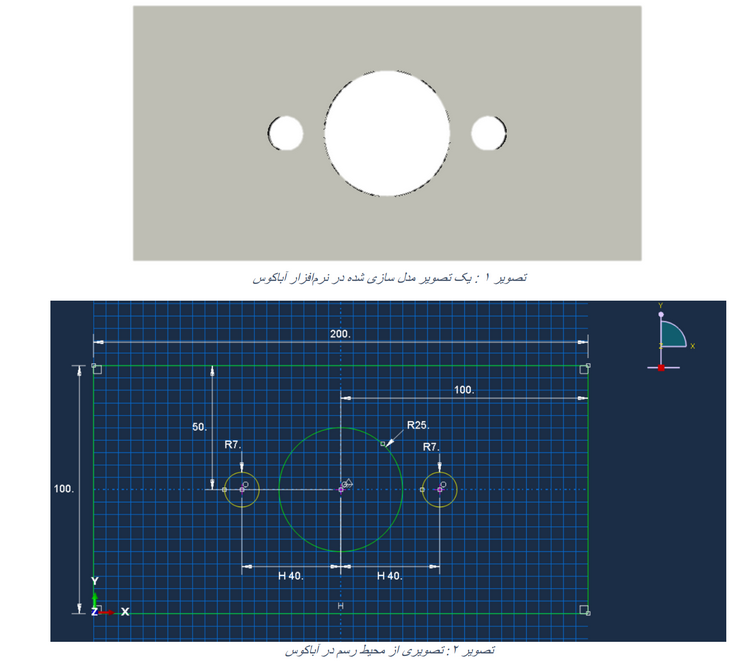 تصویر ۱ : یک تصویر مدل سازی شده در نرم‌افزار آباکوس
Y
X
200.
100.
50.
R25.
R7.
R7.
100.
H 40.
H 40.
Y
H
Z
X
تصویر ۲ : تصویری از محیط رسم در آباکوس